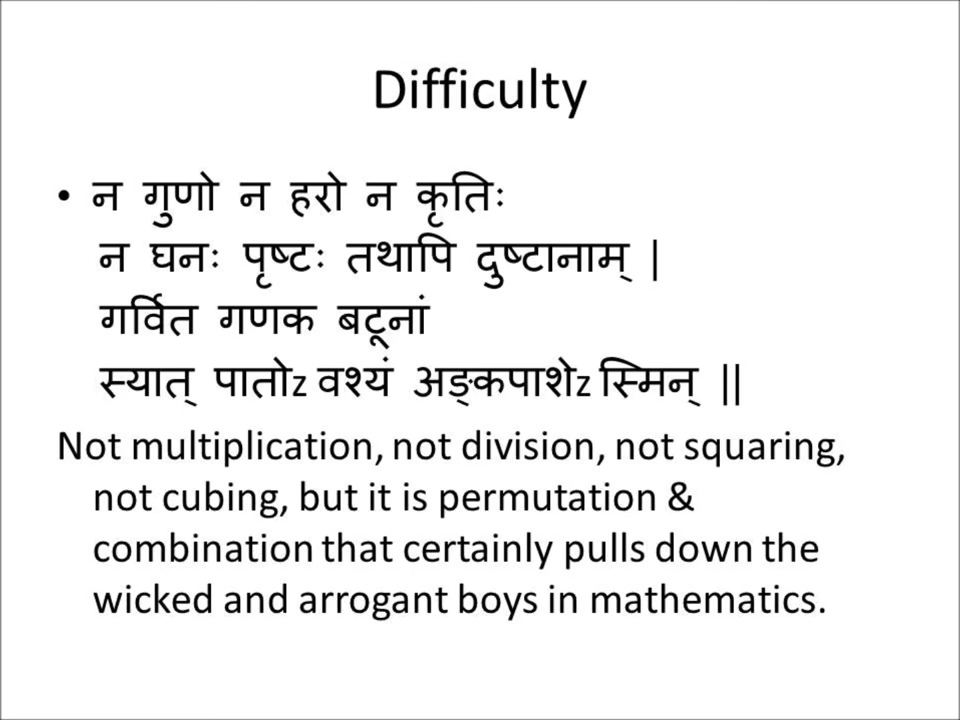 Difficulty
• न गुणो न हरो न कृतिः
न घनः पृष्टः तथापि दुष्टानाम् |
गर्वित गणक बटूनां
स्यात् पातोz वश्यं अङ्कपाशेz स्मिन् ||
Not multiplication, not division, not squaring,
not cubing, but it is permutation &
combination that certainly pulls down the
wicked and arrogant boys in mathematics.